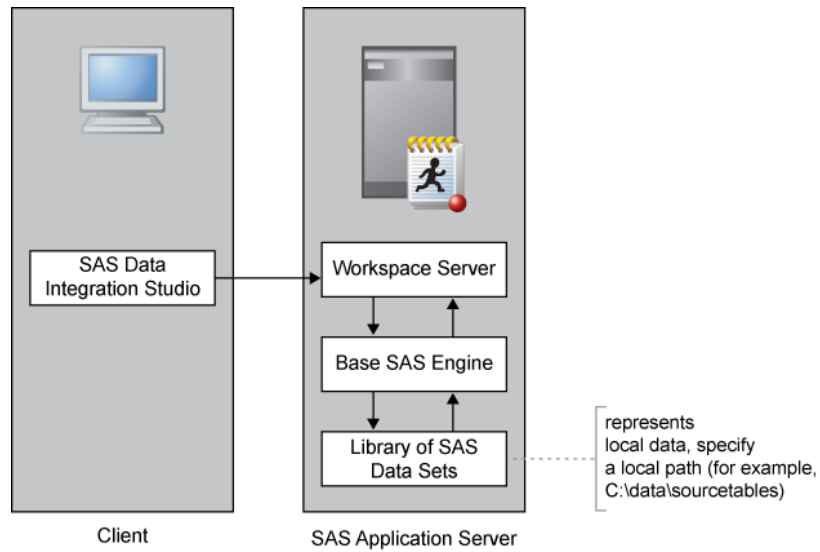 SAS Data
Integration Studio
Workspace Server
Base SAS Engine
Library of SAS
Data Sets
represents
local data, specify
a local path (for example,
C:\data\sourcetables)
Client
SAS Application Server